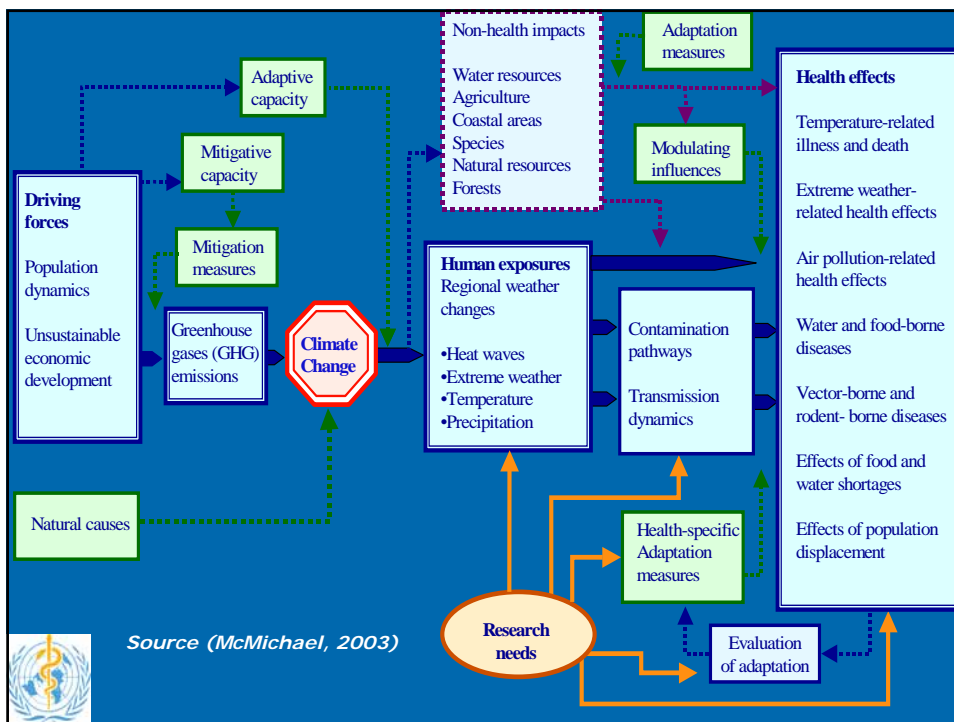 Non-health impacts
Water resources
Agriculture
Coastal areas
Species
Natural resources
Forests
Adaptation
measures
Health effects
Temperature-related
illness and death
Extreme weather-
related health effects
Air pollution-related
health effects
Water and food-borne
diseases
Vector-borne and
rodent- borne diseases
Effects of food and
water shortages
Effects of population
displacement
Adaptive
capacity
Mitigative
capacity
Modulating
influences
Driving
forces
Population
dynamics
Unsustainable
economic
development
Mitigation
measures
Greenhouse
gases (GHG)
emissions
Climate
Change
Human exposures
Regional weather
changes
•Heat waves
•Extreme weather
•Temperature
•Precipitation
Contamination
pathways
Transmission
dynamics
Natural causes
Health-specific
Adaptation
measures
Research
needs
Evaluation
of adaptation
Source (McMichael, 2003)